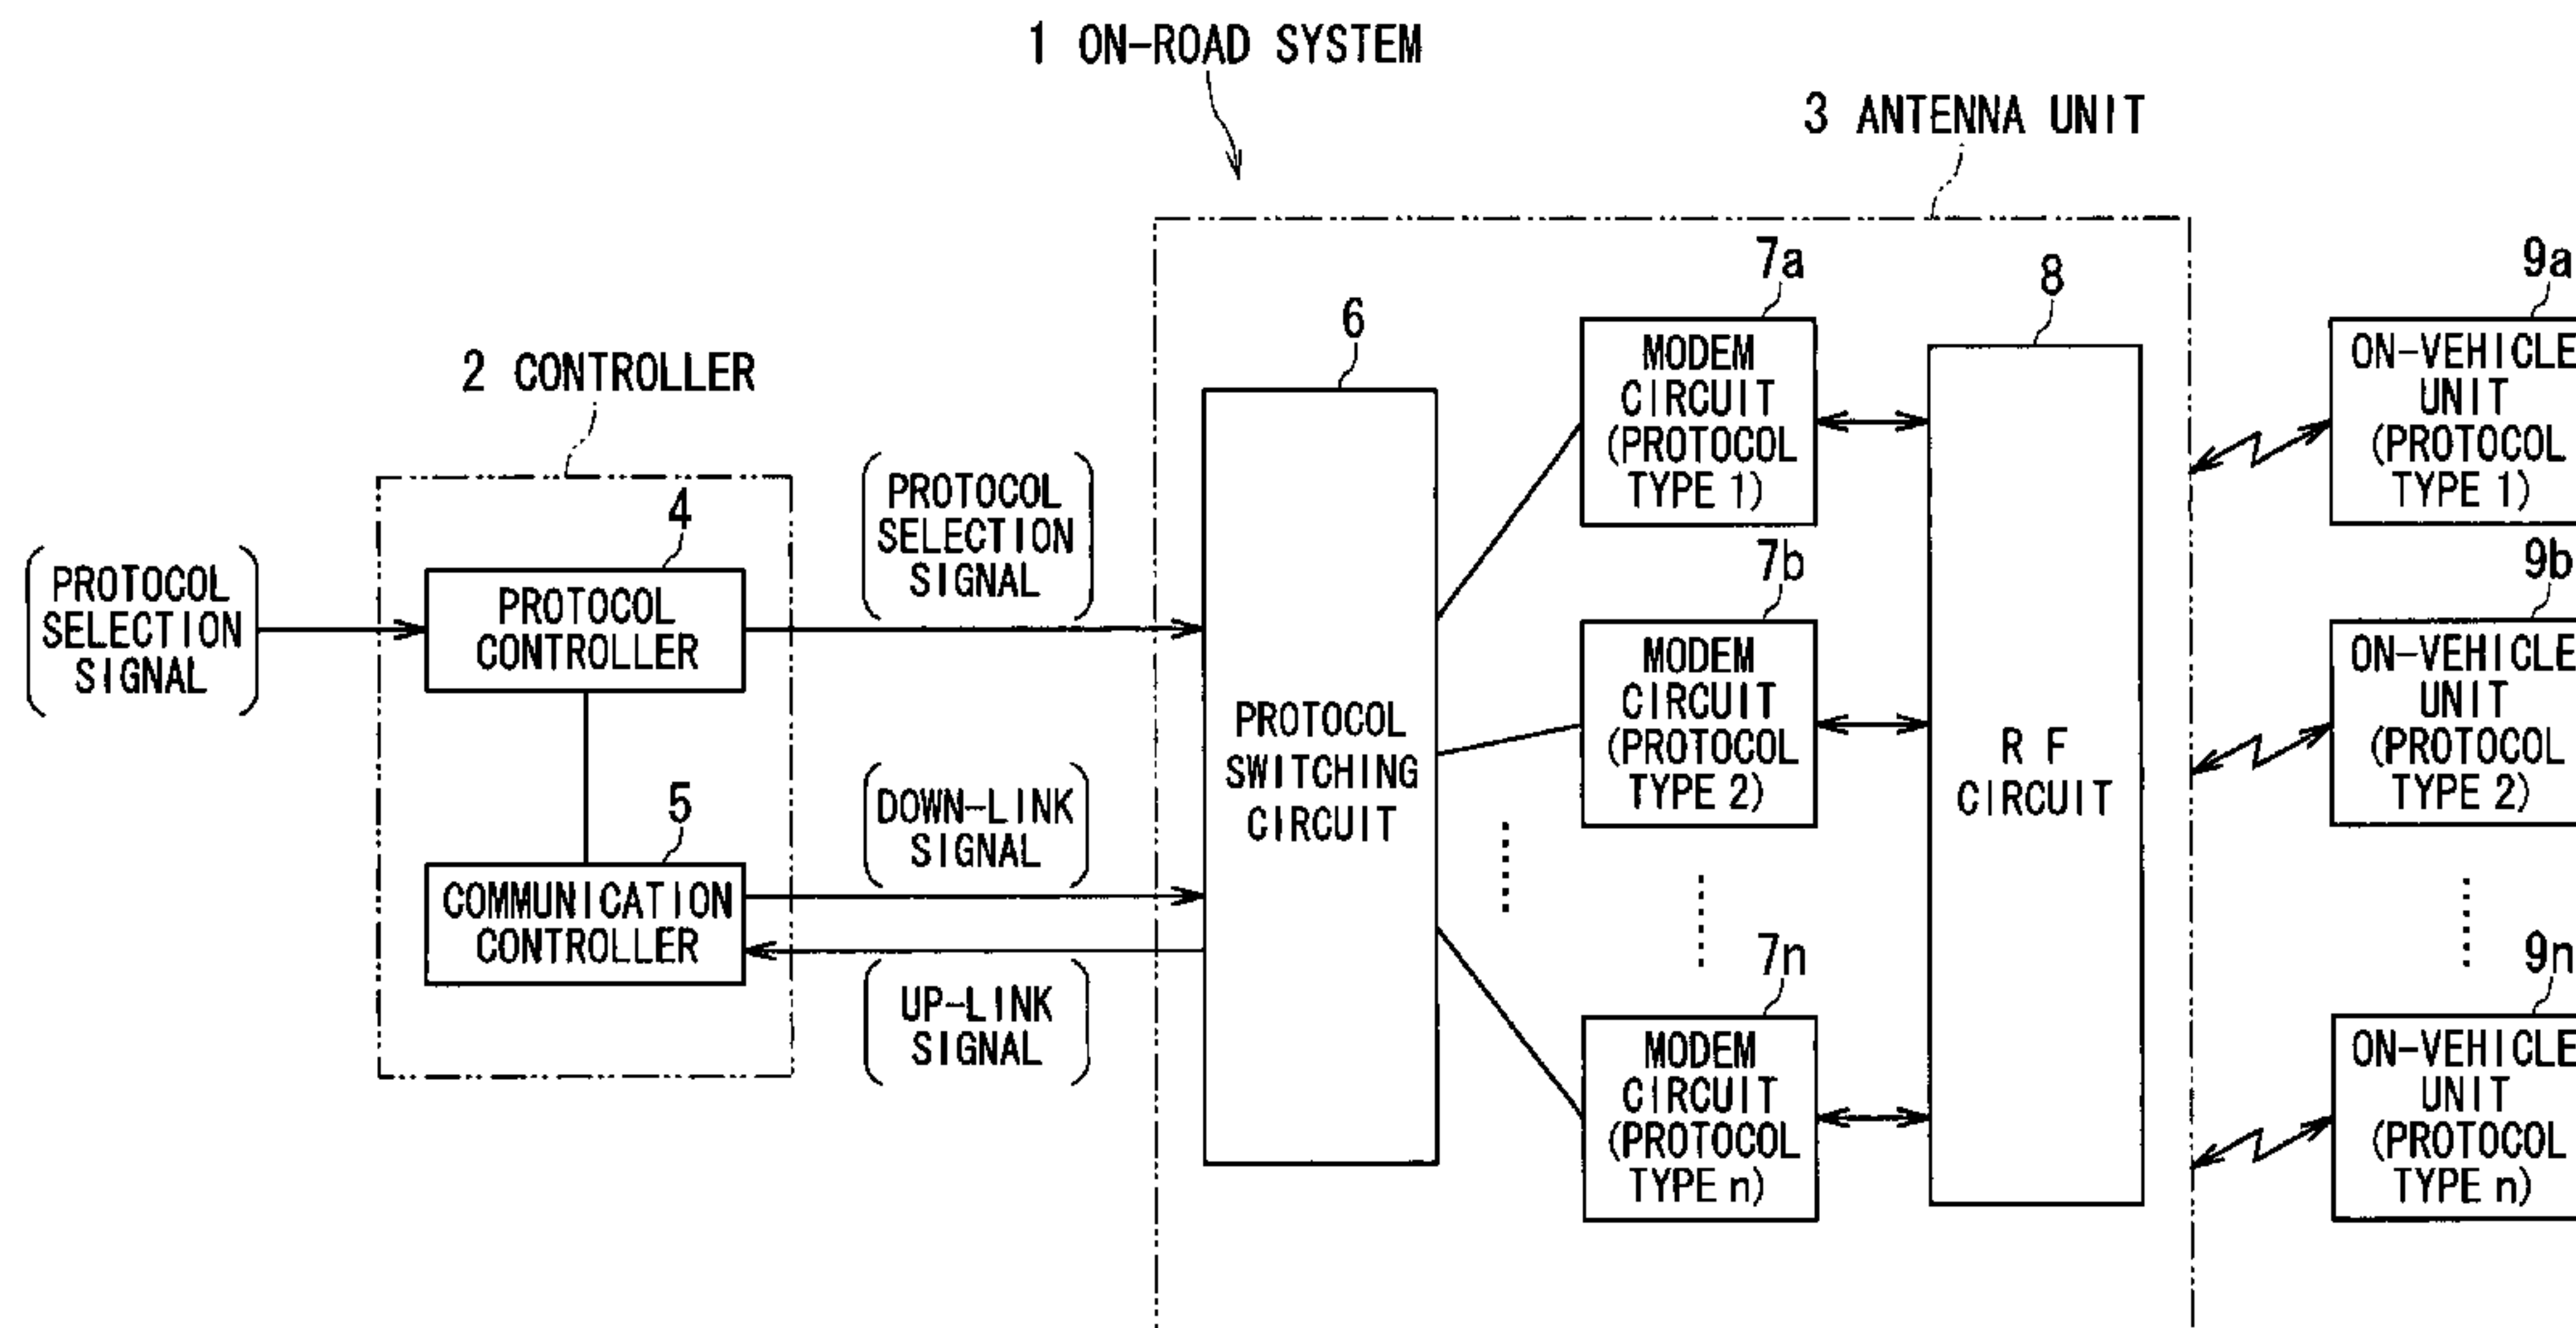 1 ON-ROAD SYSTEM
3 ANTENNA UNIT
2 CONTROLLER
PROTOCOL
SELECTION
SIGNAL
4
PROTOCOL
CONTROLLER
5
COMMUNICATION
CONTROLLER
PROTOCOL
SELECTION
SIGNAL
DOWN-LINK
SIGNAL
UP-LINK
SIGNAL
6
PROTOCOL
SWITCHING
CIRCUIT
7a
MODEM
CIRCUIT
(PROTOCOL
TYPE 1)
7b
MODEM
CIRCUIT
(PROTOCOL
TYPE 2)
7n
MODEM
CIRCUIT
(PROTOCOL
TYPE n)
8
RF
CIRCUIT
9a
ON-VEHICLE
UNIT
(PROTOCOL
TYPE 1)
9b
ON-VEHICLE
UNIT
(PROTOCOL
TYPE 2)
9n
ON-VEHICLE
UNIT
(PROTOCOL
TYPE n)